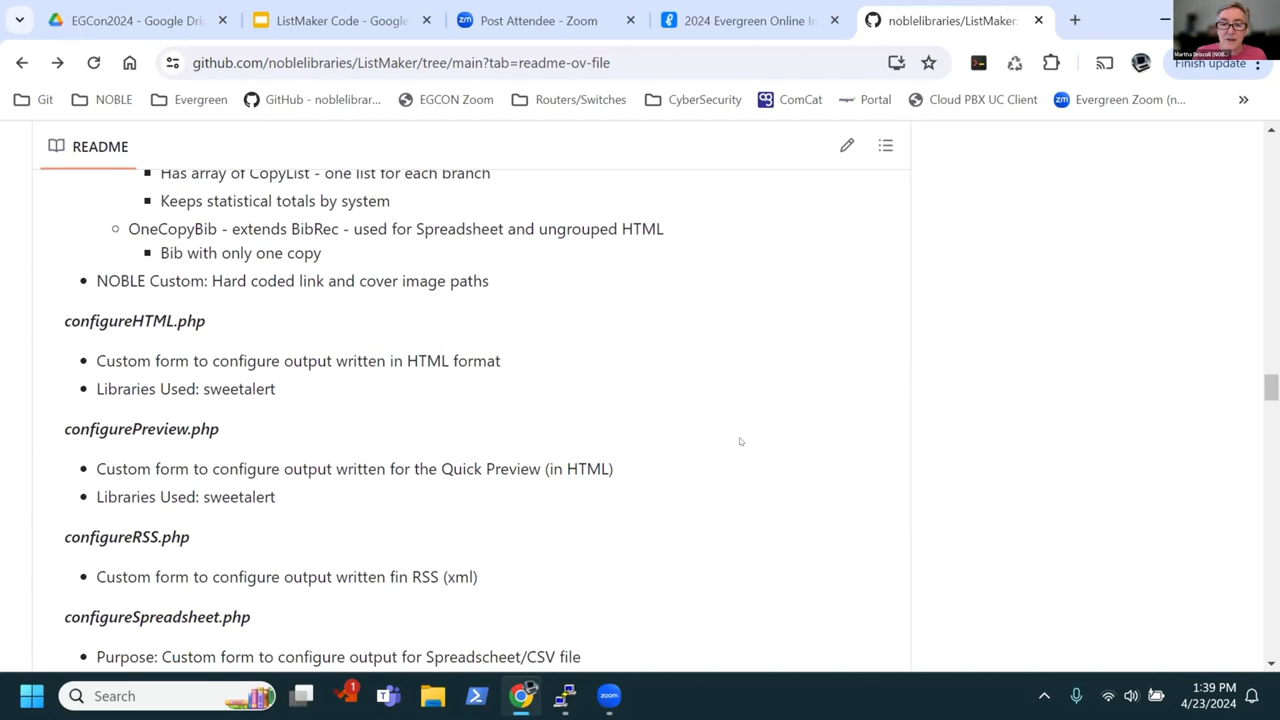 EGCon2024 - Google Dri
ListMaker Code - Google
Post Attendee - Zoom
2024 Evergreen Online In
noblelibraries/ListMaker:
github.com/noblelibraries/ListMaker/tree/main?tab=readme-ov-file
Finish update
Martha Driscoll (NOB...
Git
NOBLE
Evergreen
GitHub - noblelibrar...
EGCON Zoom
Routers/Switches
CyberSecurity
ComCat
Portal
Cloud PBX UC Client
Evergreen Zoom (n...
README
Has array of CopyList - one list for each branch
Keeps statistical totals by system
OneCopyBib - extends BibRec - used for Spreadsheet and ungrouped HTML
Bib with only one copy
NOBLE Custom: Hard coded link and cover image paths
configureHTML.php
Custom form to configure output written in HTML format
Libraries Used: sweetalert
configurePreview.php
Custom form to configure output written for the Quick Preview (in HTML)
Libraries Used: sweetalert
configureRSS.php
Custom form to configure output written fin RSS (xml)
configureSpreadsheet.php
Purpose: Custom form to configure output for Spreadscheet/CSV file
Search
1
zoom
1:39 PM
4/23/2024